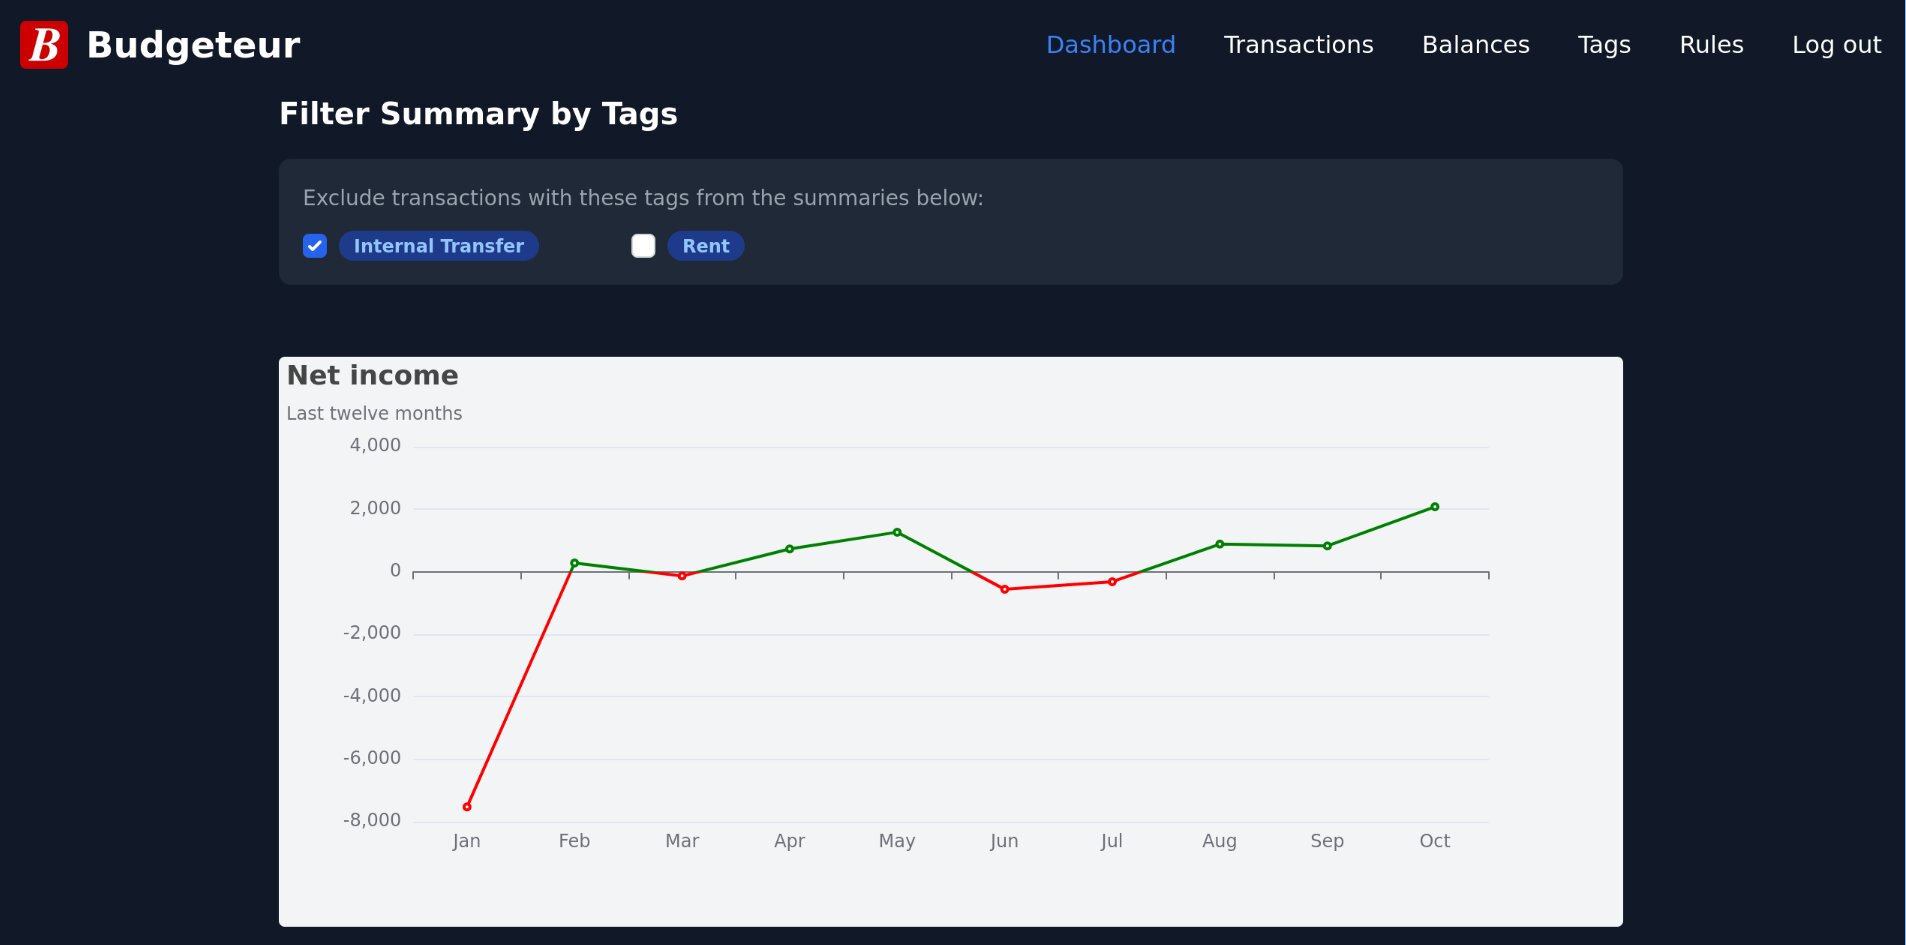 B Budgeteur Dashboard Transactions Balances Tags Rules Log out
Filter Summary by Tags
Exclude transactions with these tags from the summaries below:
Internal Transfer Rent
Net income
Last twelve months
4,000
2,000
0
-2,000
-4,000
-6,000
-8,000
Jan Feb Mar Apr May Jun Jul Aug Sep Oct